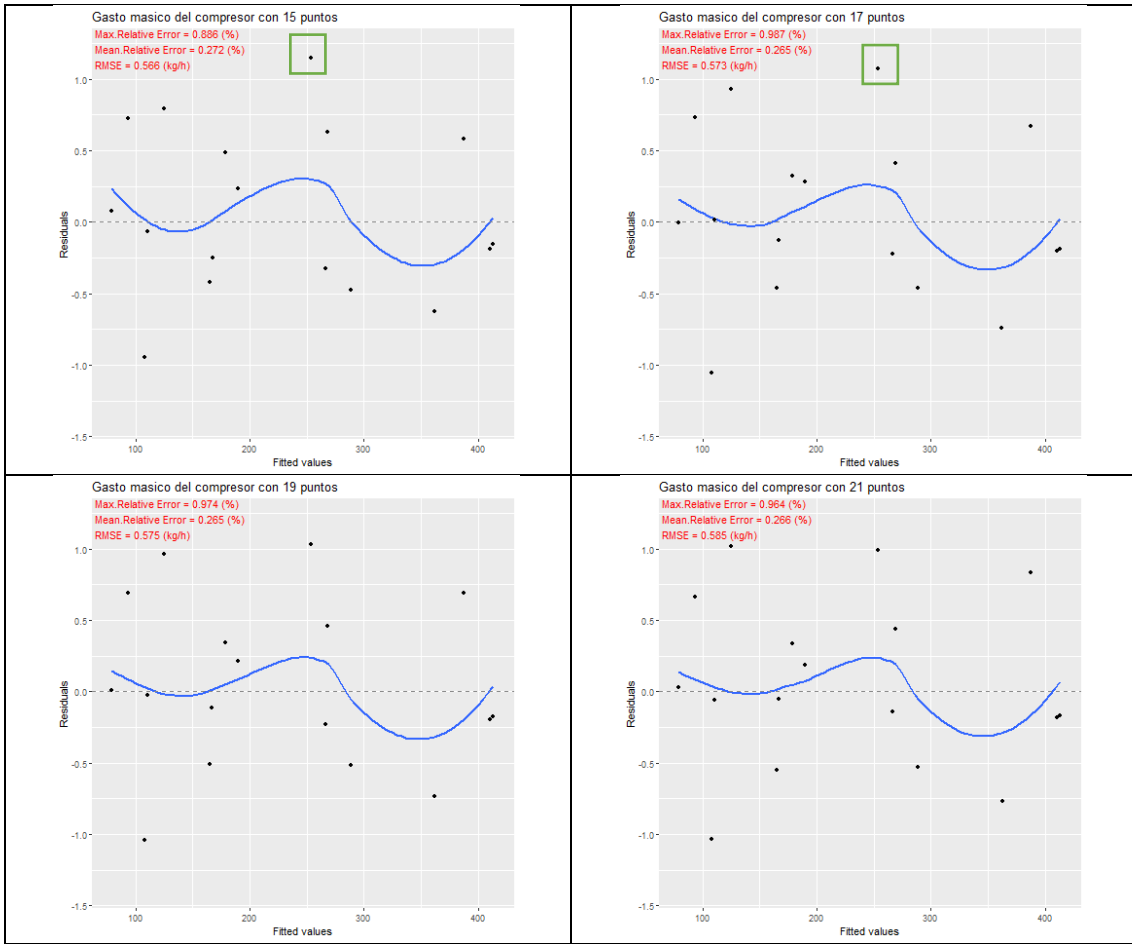 Gasto masico del compresor con 15 puntos
Max.Relative Error = 0.886 (%)
Mean.Relative Error = 0.272 (%)
RMSE = 0.566 (kg/h)
1.0
0.5
0.0
-0.5
-1.0
-1.5
Residuals
100 200 300 400
Fitted values
Gasto masico del compresor con 17 puntos
Max.Relative Error = 0.987 (%)
Mean.Relative Error = 0.265 (%)
RMSE = 0.573 (kg/h)
1.0
0.5
0.0
-0.5
-1.0
-1.5
Residuals
100 200 300 400
Fitted values
Gasto masico del compresor con 19 puntos
Max.Relative Error = 0.974 (%)
Mean.Relative Error = 0.265 (%)
RMSE = 0.575 (kg/h)
1.0
0.5
0.0
-0.5
-1.0
-1.5
Residuals
100 200 300 400
Fitted values
Gasto masico del compresor con 21 puntos
Max.Relative Error = 0.964 (%)
Mean.Relative Error = 0.266 (%)
RMSE = 0.585 (kg/h)
1.0
0.5
0.0
-0.5
-1.0
-1.5
Residuals
100 200 300 400
Fitted values